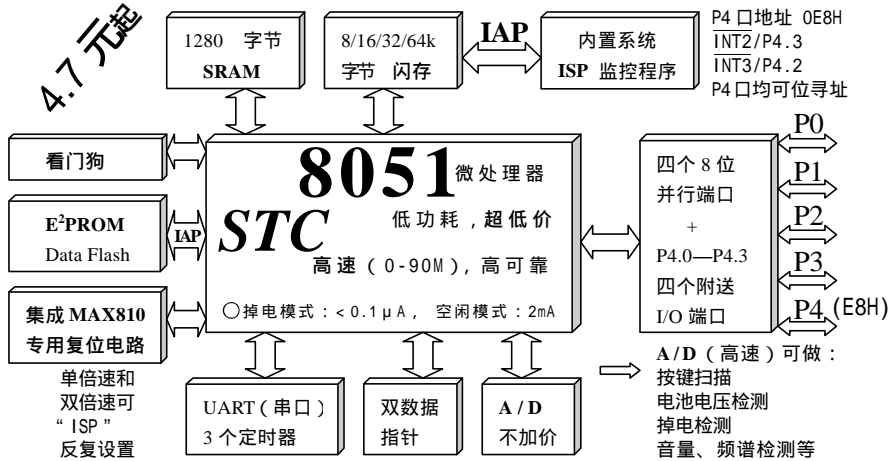 4.7 元起
1280 字节
SRAM
8/16/32/64k
字节 闪存
IAP
内置系统
ISP 监控程序
P4 口地址 0E8H
INT2/P4.3
INT3/P4.2
P4口均可位寻址
看门狗
E²PROM
Data Flash
IAP
集成 MAX810
专用复位电路
单倍速和
双倍速可
“ ISP ”
反复设置
8051 微处理器
STC 低功耗，超低价
高速（0-90M），高可靠
○掉电模式：<0.1μA， 空闲模式：2mA
四个 8 位
并行端口
+
P4.0—P4.3
四个附送
I/O 端口
P0
P1
P2
P3
P4 (E8H)
UART（串口）
3 个定时器
双数据
指针
A / D
不加价
A/D（高速）可做：
按键扫描
电池电压检测
掉电检测
音量、频谱检测等